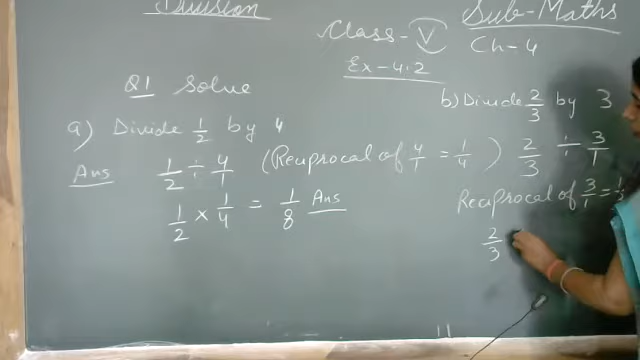 Division
Sub-Maths
Class-V
Ch-4
Ex-4.2
Q1 Solve
a) Divide 1/2 by 4
Ans 1/2 ÷ 4/1 (Reciprocal of 4/1 = 1/4)
1/2 × 1/4 = 1/8 Ans
b) Divide 2/3 by 3
2/3 ÷ 3/1
Reciprocal of 3/1 = 1/3
2/3